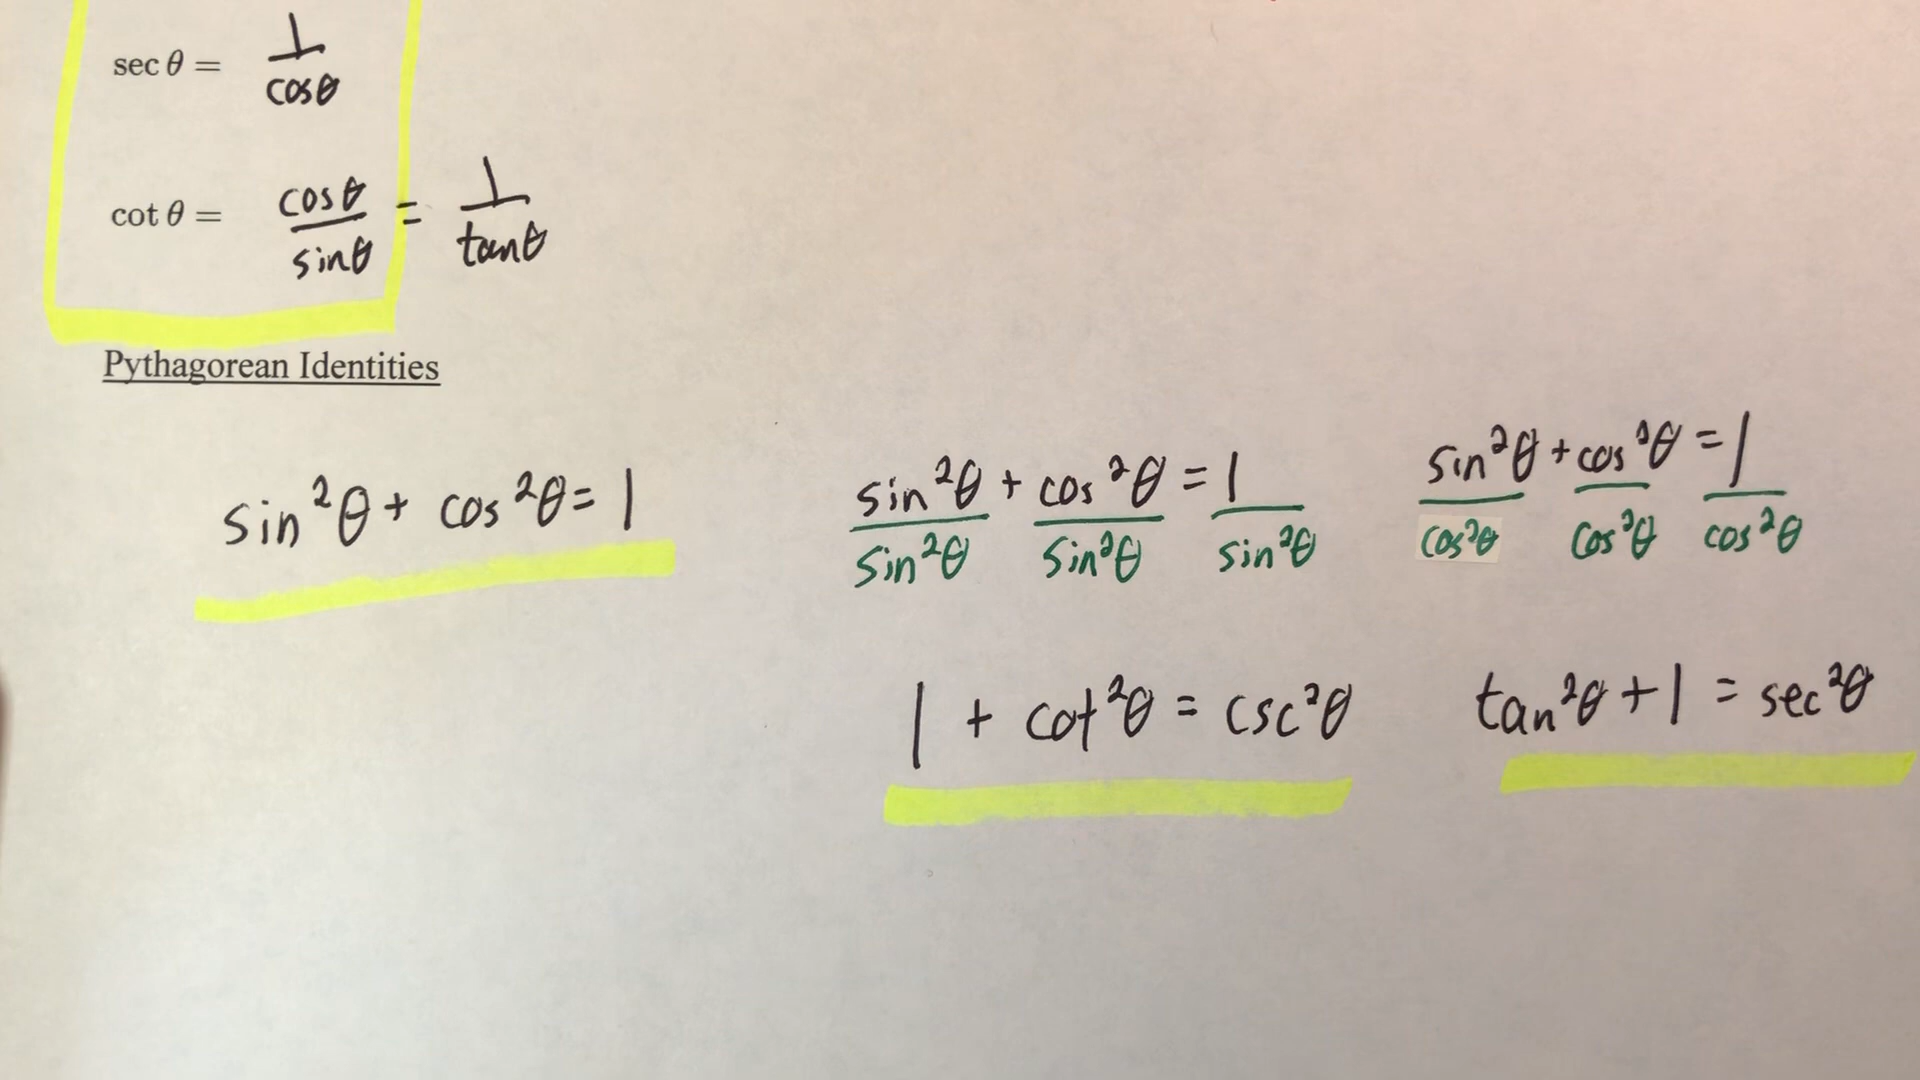 sec θ = 1/cosθ
cot θ = cosθ/sinθ = 1/tanθ
Pythagorean Identities
sin²θ + cos²θ = 1
sin²θ/sin²θ + cos²θ/sin²θ = 1/sin²θ
1 + cot²θ = csc²θ
sin²θ/cos²θ + cos²θ/cos²θ = 1/cos²θ
tan²θ + 1 = sec²θ